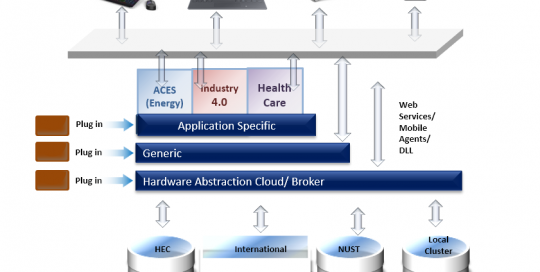 ACES
(Energy)
Industry
4.0
Health
Care
Web
Services/
Mobile
Agents/
DLL
Plug in
Application Specific
Plug in
Generic
Plug in
Hardware Abstraction Cloud/ Broker
HEC
International
NUST
Local
Cluster